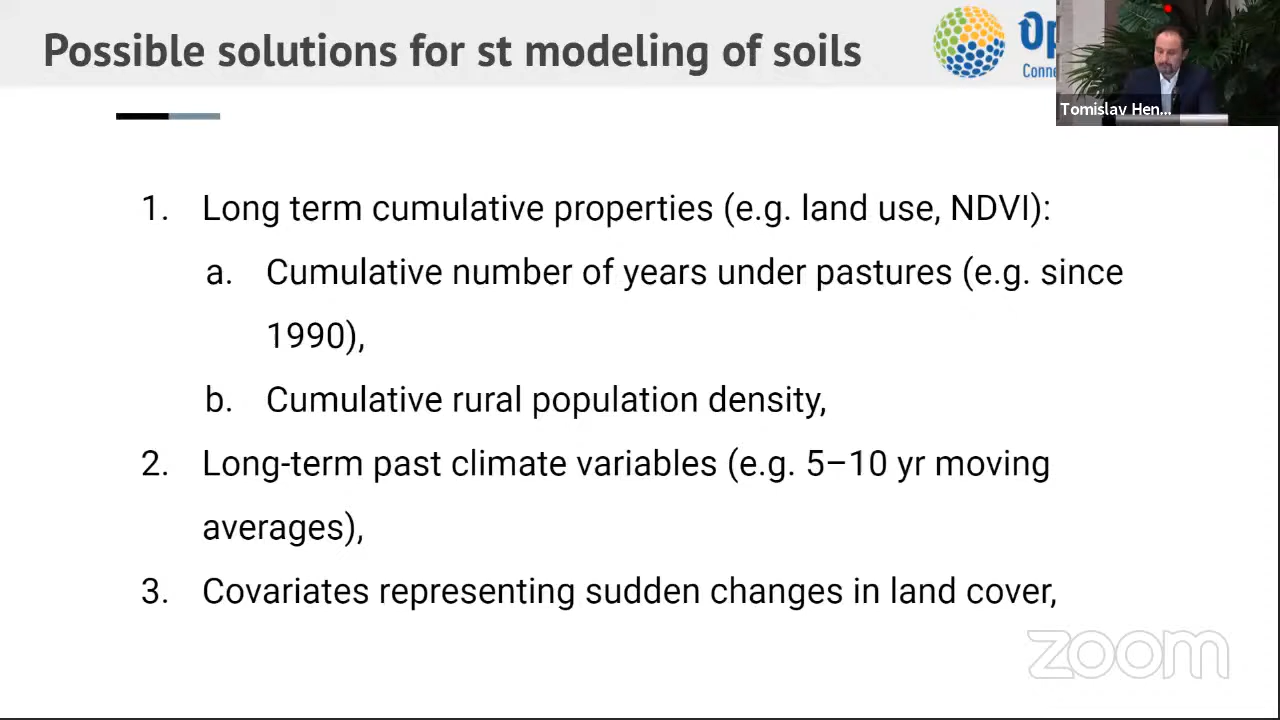 Possible solutions for st modeling of soils
Op
Conne
Tomislav Hen...
1. Long term cumulative properties (e.g. land use, NDVI):
a. Cumulative number of years under pastures (e.g. since
1990),
b. Cumulative rural population density,
2. Long-term past climate variables (e.g. 5–10 yr moving
averages),
3. Covariates representing sudden changes in land cover,
zoom